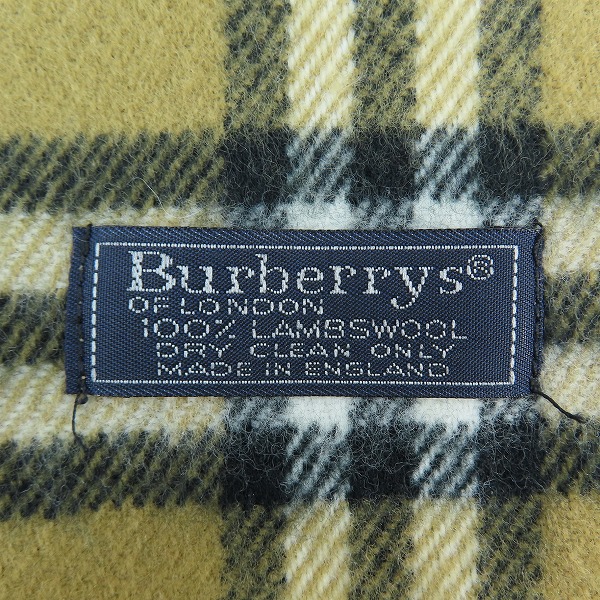 Burberrys®
OF LONDON
100% LAMBSWOOL
DRY CLEAN ONLY
MADE IN ENGLAND